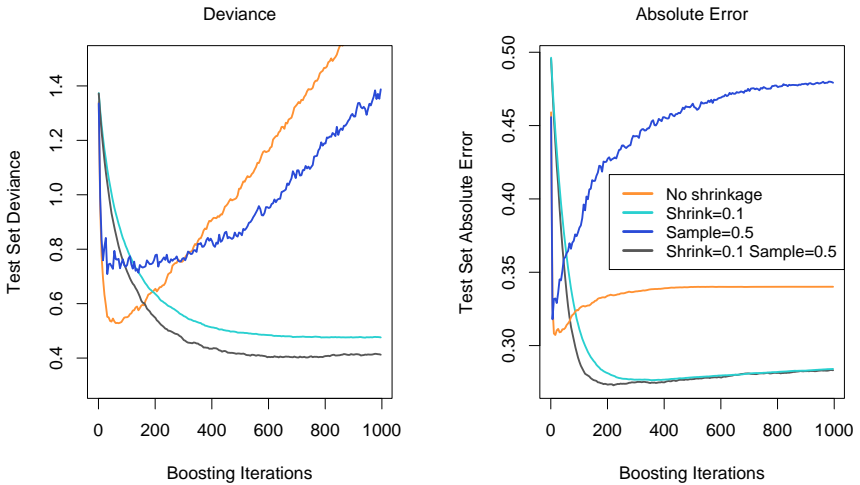 Deviance
Test Set Deviance
1.4
1.2
1.0
0.8
0.6
0.4
0 200 400 600 800 1000
Boosting Iterations
Absolute Error
Test Set Absolute Error
0.50
0.45
0.40
0.35
0.30
No shrinkage
Shrink=0.1
Sample=0.5
Shrink=0.1 Sample=0.5
0 200 400 600 800 1000
Boosting Iterations